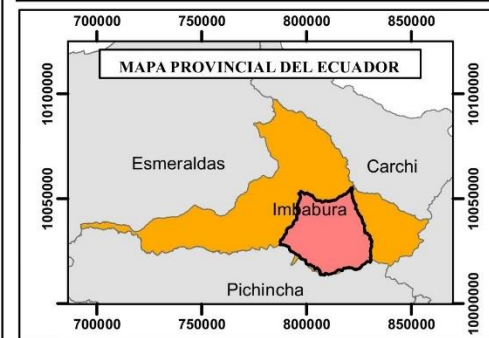 700000 750000 800000 850000
MAPA PROVINCIAL DEL ECUADOR
10100000 10100000
Esmeraldas Carchi
10050000 10050000
Imbabura
Pichincha
10000000
700000 750000 800000 850000